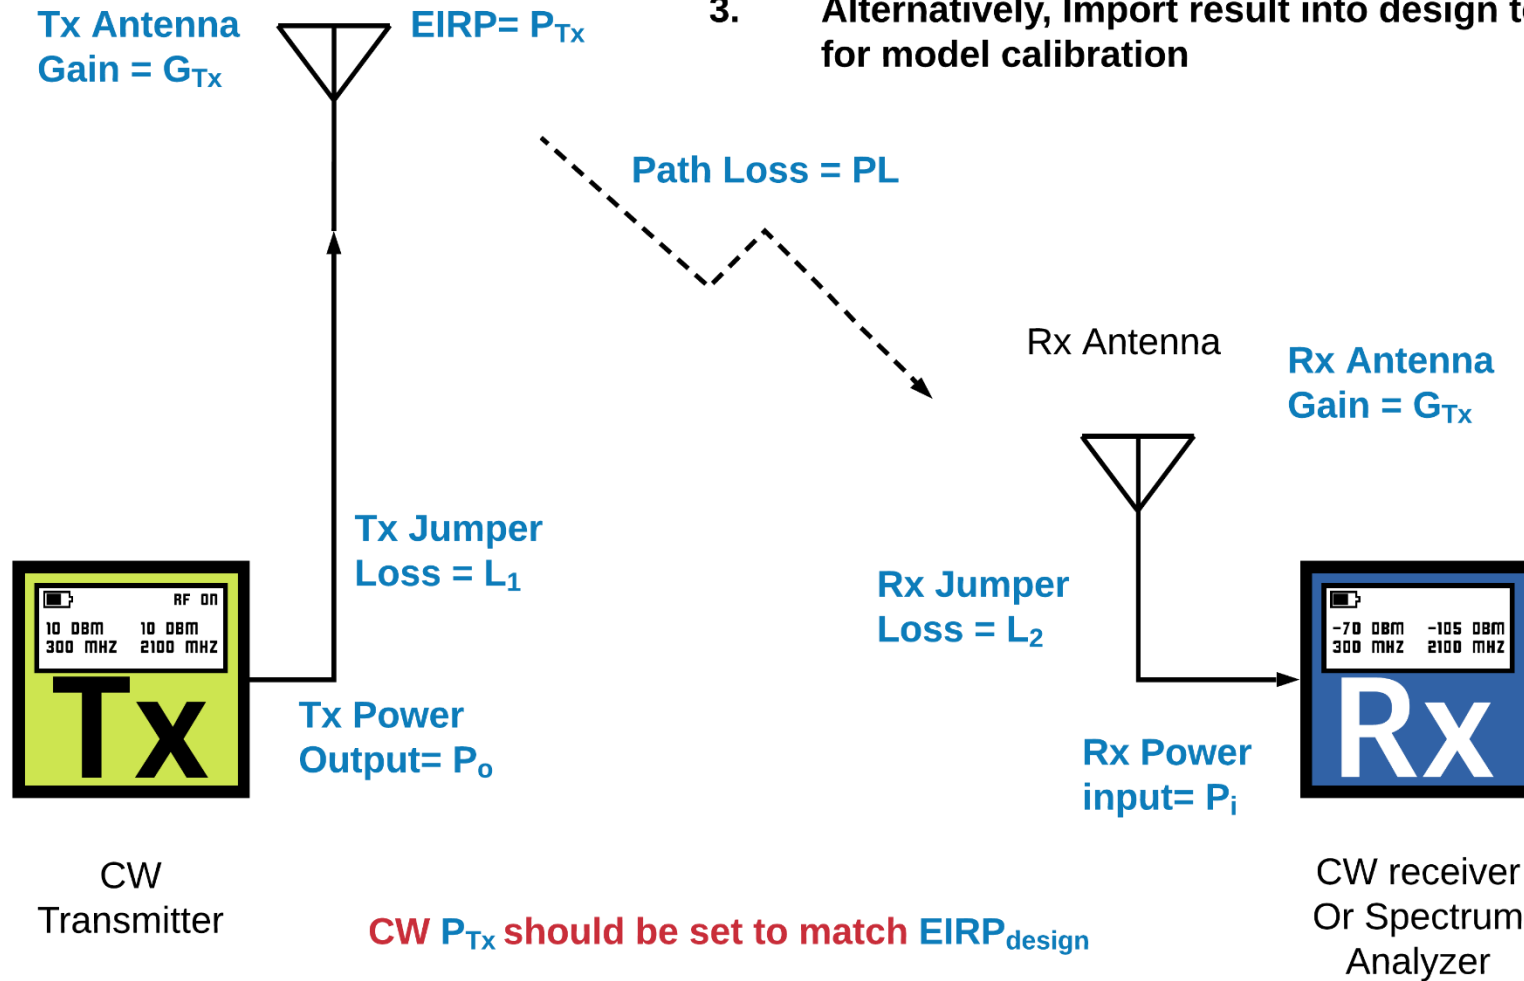 Tx Antenna
Gain = GTx
EIRP= PTx
3. Alternatively, Import result into design
for model calibration
Path Loss = PL
Rx Antenna
Rx Antenna
Gain = GTx
Tx Jumper
Loss = L1
Rx Jumper
Loss = L2
RF ON
10 DBM 10 DBM
300 MHZ 2100 MHZ
Tx
Tx Power
Output= Po
-70 DBM -105 DBM
300 MHZ 2100 MHZ
Rx
Rx Power
input= Pi
CW
Transmitter
CW receiver
Or Spectrum
Analyzer
CW PTx should be set to match EIRPdesign